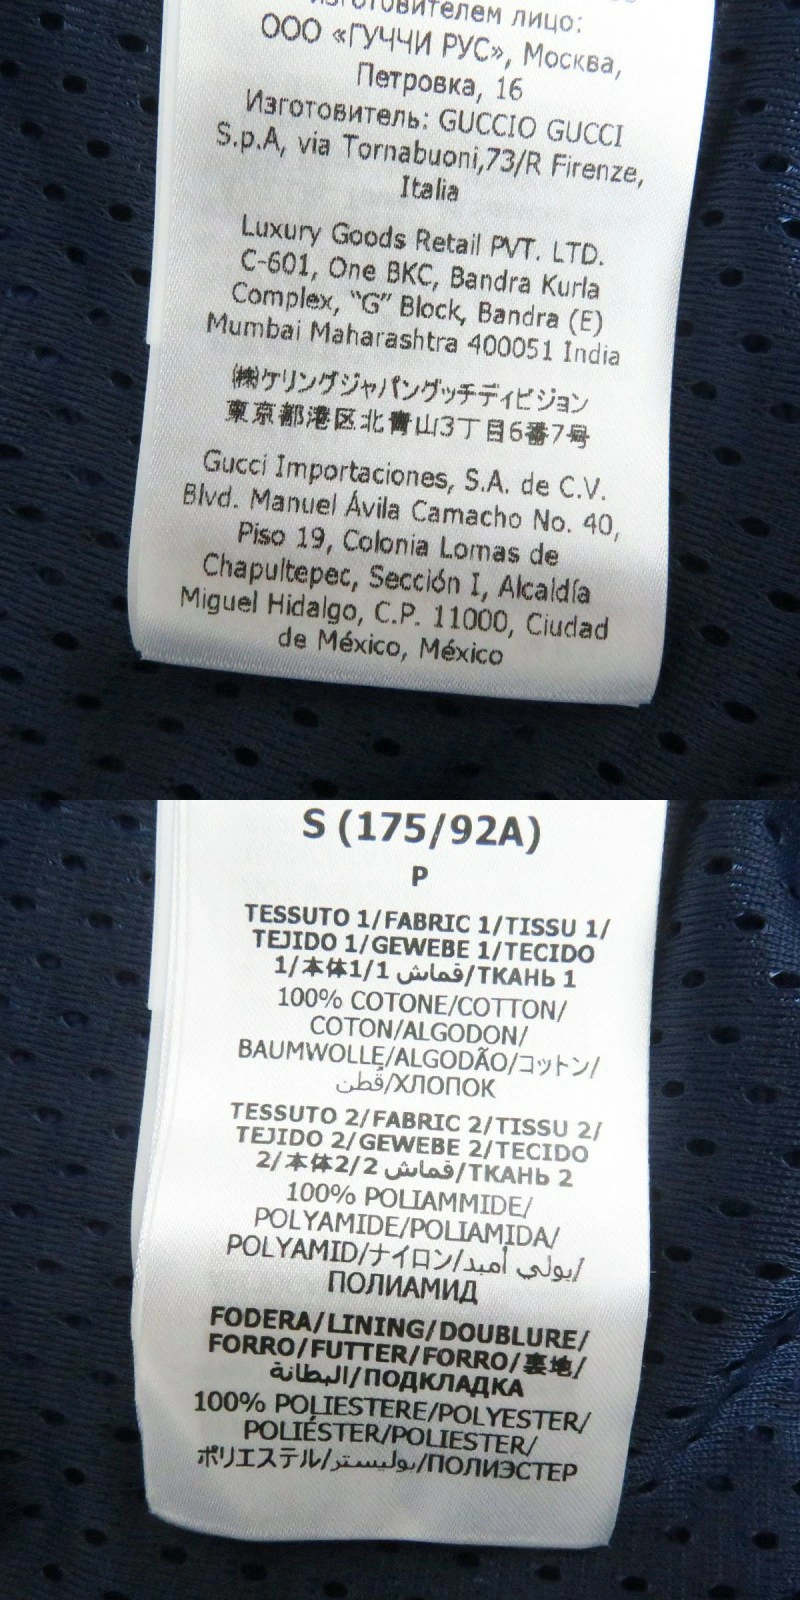 изготовителем лицо:
ООО «ГУЧЧИ РУС», Москва,
Петровка, 16
Изготовитель: GUCCIO GUCCI
S.p.A, via Tornabuoni,73/R Firenze,
Italia
Luxury Goods Retail PVT. LTD.
C-601, One BKC, Bandra Kurla
Complex, “G” Block, Bandra (E)
Mumbai Maharashtra 400051 India
㈱ケリングジャパングッチディビジョン
東京都港区北青山3丁目6番7号
Gucci Importaciones, S.A. de C.V.
Blvd. Manuel Ávila Camacho No. 40,
Piso 19, Colonia Lomas de
Chapultepec, Sección I, Alcaldía
Miguel Hidalgo, C.P. 11000, Ciudad
de México, México
S (175/92A)
P
TESSUTO 1/FABRIC 1/TISSU 1/
TEJIDO 1/GEWEBE 1/TECIDO
1/本体1/1 قماش/ТКАНЬ 1
100% COTONE/COTTON/
COTON/ALGODON/
BAUMWOLLE/ALGODÃO/コットン/
قُطن/ХЛОПОК
TESSUTO 2/FABRIC 2/TISSU 2/
TEJIDO 2/GEWEBE 2/TECIDO
2/本体2/2 قماش/ТКАНЬ 2
100% POLIAMMIDE/
POLYAMIDE/POLIAMIDA/
POLYAMID/ナイロン/بولي أميد/
ПОЛИАМИД
FODERA/LINING/DOUBLURE/
FORRO/FUTTER/FORRO/裏地/
البطانة/ПОДКЛАДКА
100% POLIESTERE/POLYESTER/
POLIÉSTER/POLIESTER/
ポリエステル/بوليستر/ПОЛИЭСТЕР